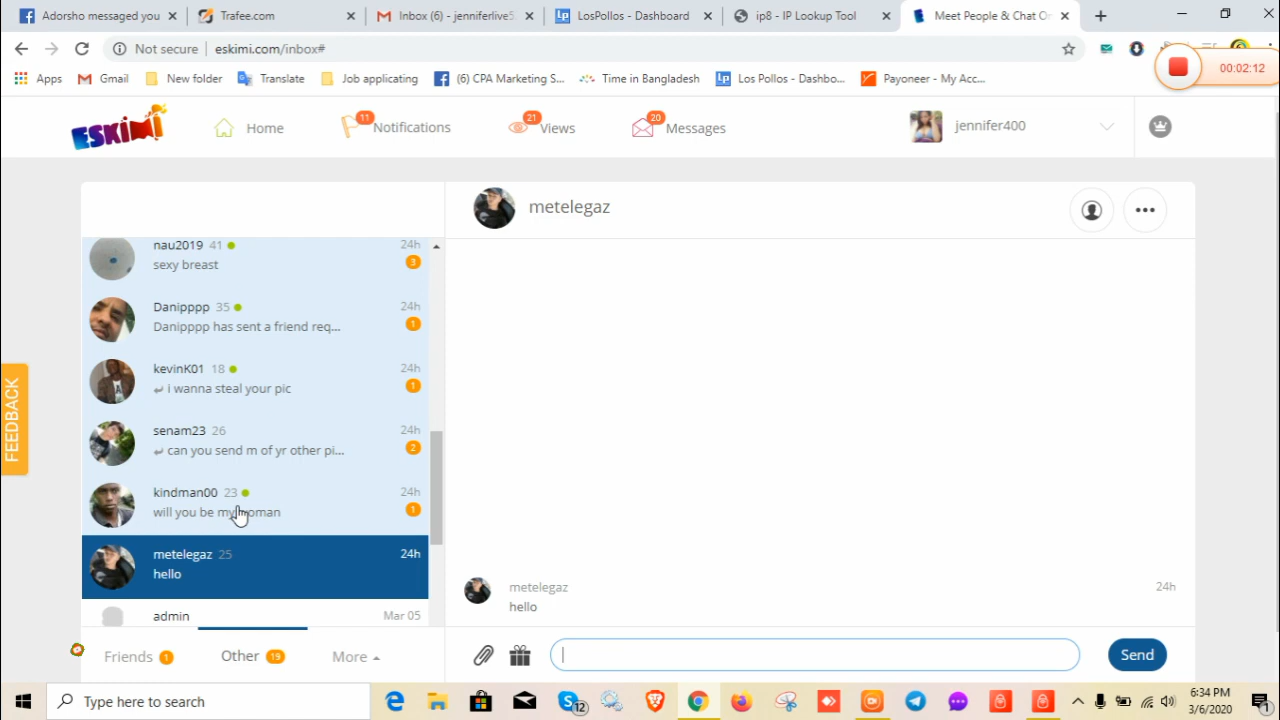 Adorsho messaged you
Trafee.com
Inbox (6) - jenniferliveS
LosPollos - Dashboard
ip8 - IP Lookup Tool
Meet People & Chat On
Not secure
eskimi.com/inbox#
Apps
Gmail
New folder
Translate
Job applicating
(6) CPA Marketing S...
Time in Bangladesh
Los Pollos - Dashbo...
Payoneer - My Acc...
00:02:12
ESKIMI
Home
11
Notifications
21
Views
20
Messages
jennifer400
FEEDBACK
metelegaz
nau2019 41
24h
sexy breast
3
Danipppp 35
24h
Danipppp has sent a friend req...
1
kevinK01 18
24h
i wanna steal your pic
1
senam23 26
24h
can you send m of yr other pi...
2
kindman00 23
24h
will you be my woman
1
metelegaz 25
24h
hello
admin
Mar 05
metelegaz
24h
hello
Friends 1
Other 19
More
Send
Type here to search
12
6:34 PM
3/6/2020
1